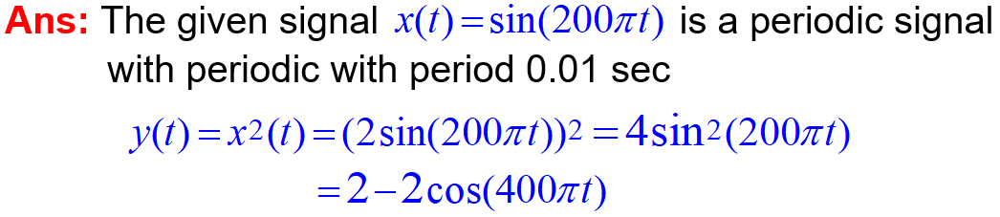 Ans: The given signal x(t)=sin(200πt) is a periodic signal
with periodic with period 0.01 sec
y(t)=x2(t)=(2sin(200πt))2=4sin2(200πt)
=2−2cos(400πt)